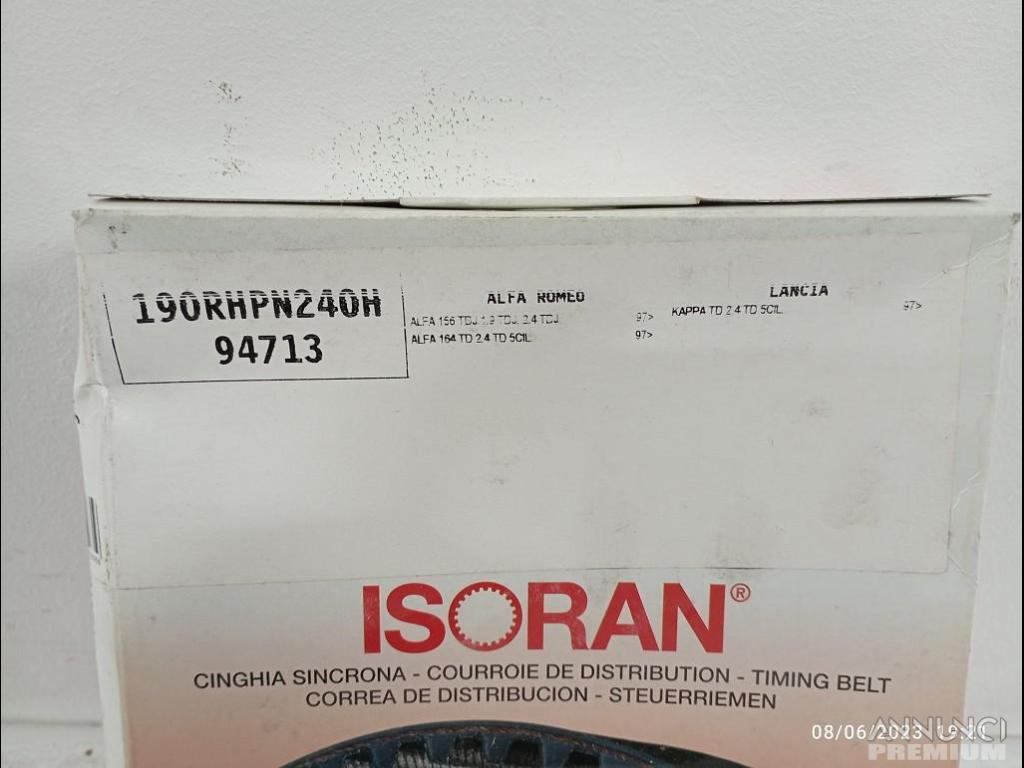 190RHPN240H
94713
ALFA ROMEO
ALFA 156 TDJ 1.9 TDJ. 2.4 TDJ 97>
ALFA 164 TD 2.4 TD 5CIL 97>
LANCIA
KAPPA TD 2.4 TD 5CIL 97>
ISORAN®
CINGHIA SINCRONA - COURROIE DE DISTRIBUTION - TIMING BELT
CORREA DE DISTRIBUCION - STEUERRIEMEN
08/06/2023 19:20
ANNUNCI
PREMIUM